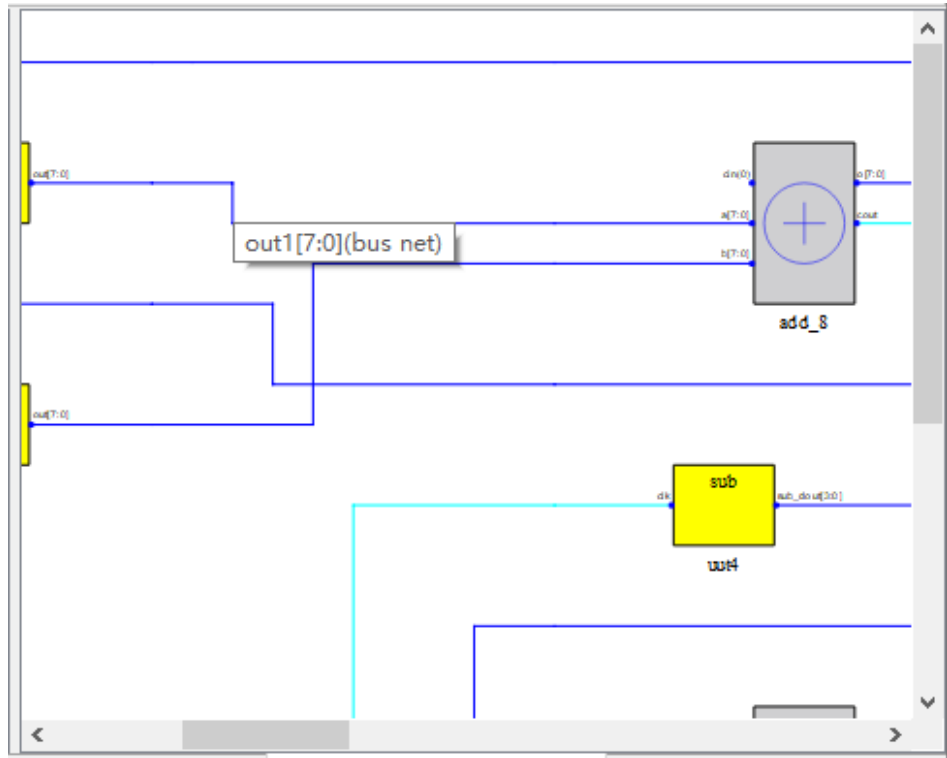 out[7:0]
cin(0)
o[7:0]
a[7:0]
cout
out1[7:0](bus net)
b[7:0]
add_8
out[7:0]
sub
clk
sub_dout[3:0]
uut4